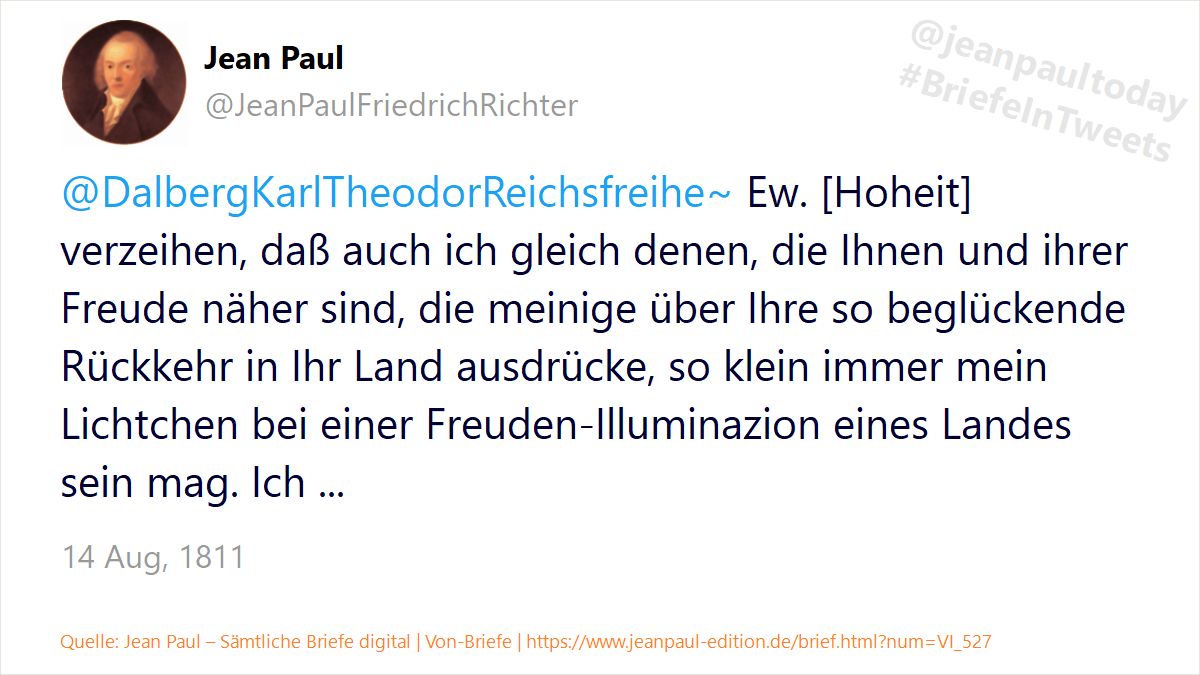 Jean Paul
@JeanPaulFriedrichRichter
@jeanpaultoday
#BriefeInTweets
@DalbergKarlTheodorReichsfreihe~ Ew. [Hoheit]
verzeihen, daß auch ich gleich denen, die Ihnen und ihrer
Freude näher sind, die meinige über Ihre so beglückende
Rückkehr in Ihr Land ausdrücke, so klein immer mein
Lichtchen bei einer Freuden-Illuminazion eines Landes
sein mag. Ich ...
14 Aug, 1811
Quelle: Jean Paul – Sämtliche Briefe digital | Von-Briefe | https://www.jeanpaul-edition.de/brief.html?num=VI_527